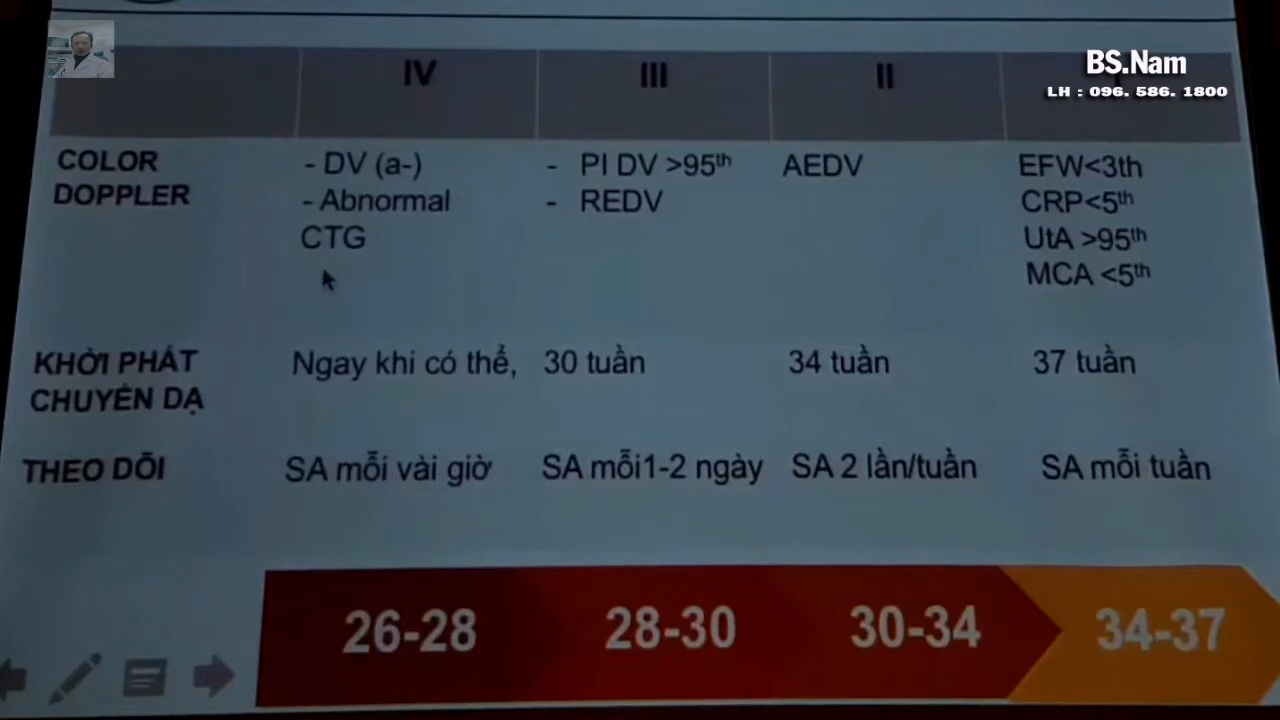 BS.Nam
LH : 096. 586. 1800
IV III II
COLOR DOPPLER
- DV (a-)
- Abnormal
CTG
- PI DV >95th
- REDV
AEDV
EFW<3th
CRP<5th
UtA >95th
MCA <5th
KHỞI PHÁT
CHUYỂN DẠ
Ngay khi có thể,
30 tuần
34 tuần
37 tuần
THEO DÕI
SA mỗi vài giờ
SA mỗi1-2 ngày
SA 2 lần/tuần
SA mỗi tuần
26-28
28-30
30-34
34-37